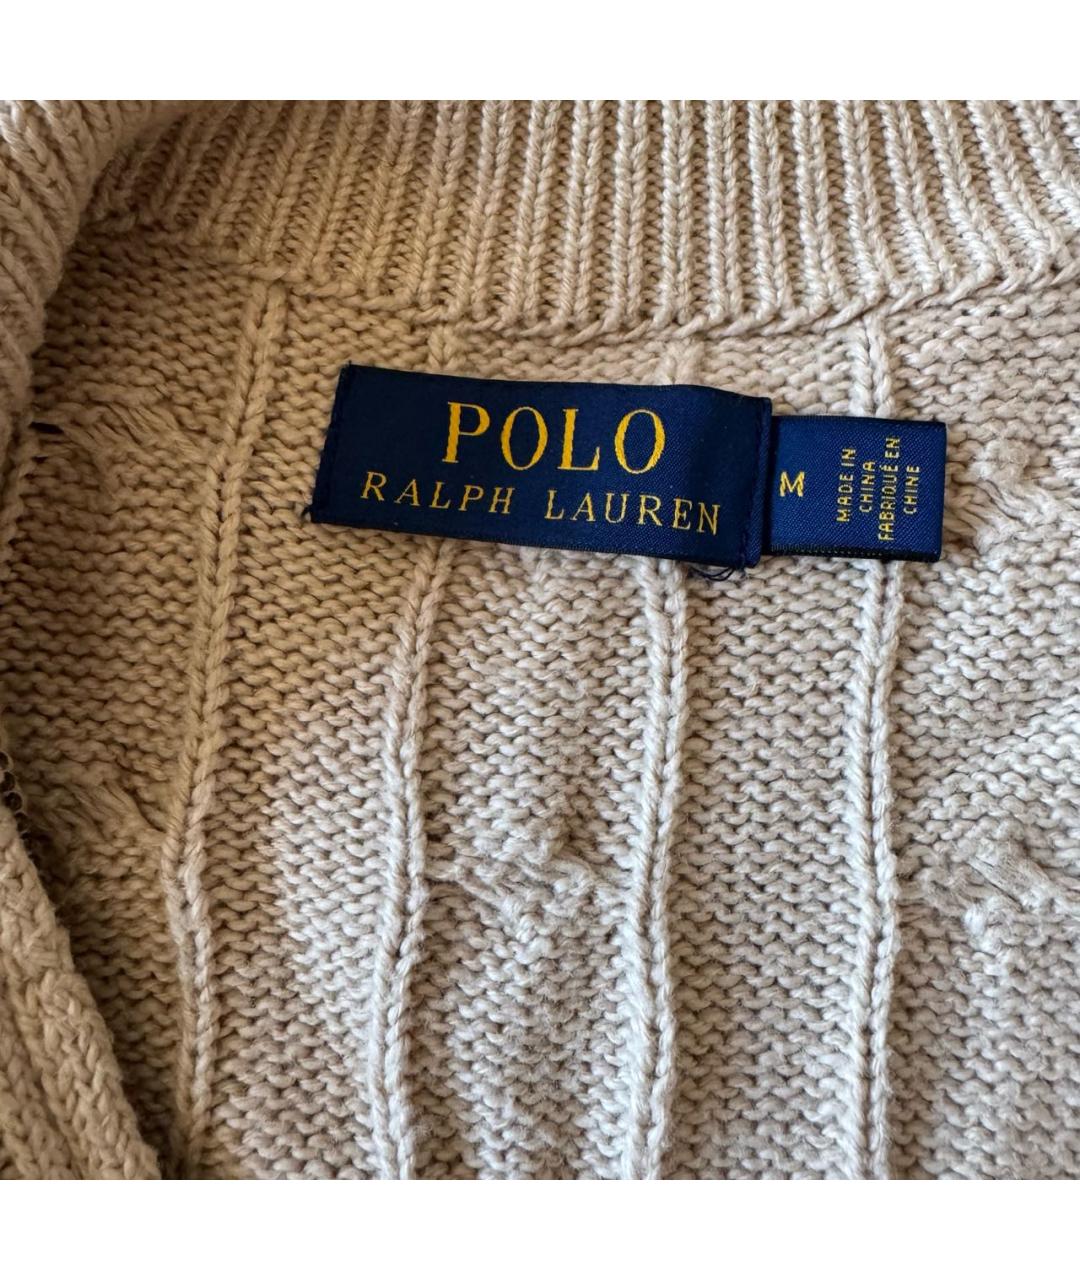 POLO
RALPH LAUREN
M
MADE IN
CHINA
FABRIQUÉ EN
CHINE